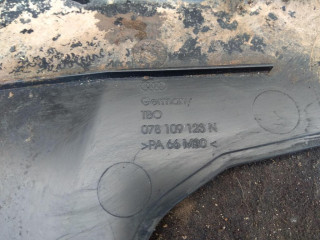 Germany
TBO
078 109 123 N
>PA 66 M30<